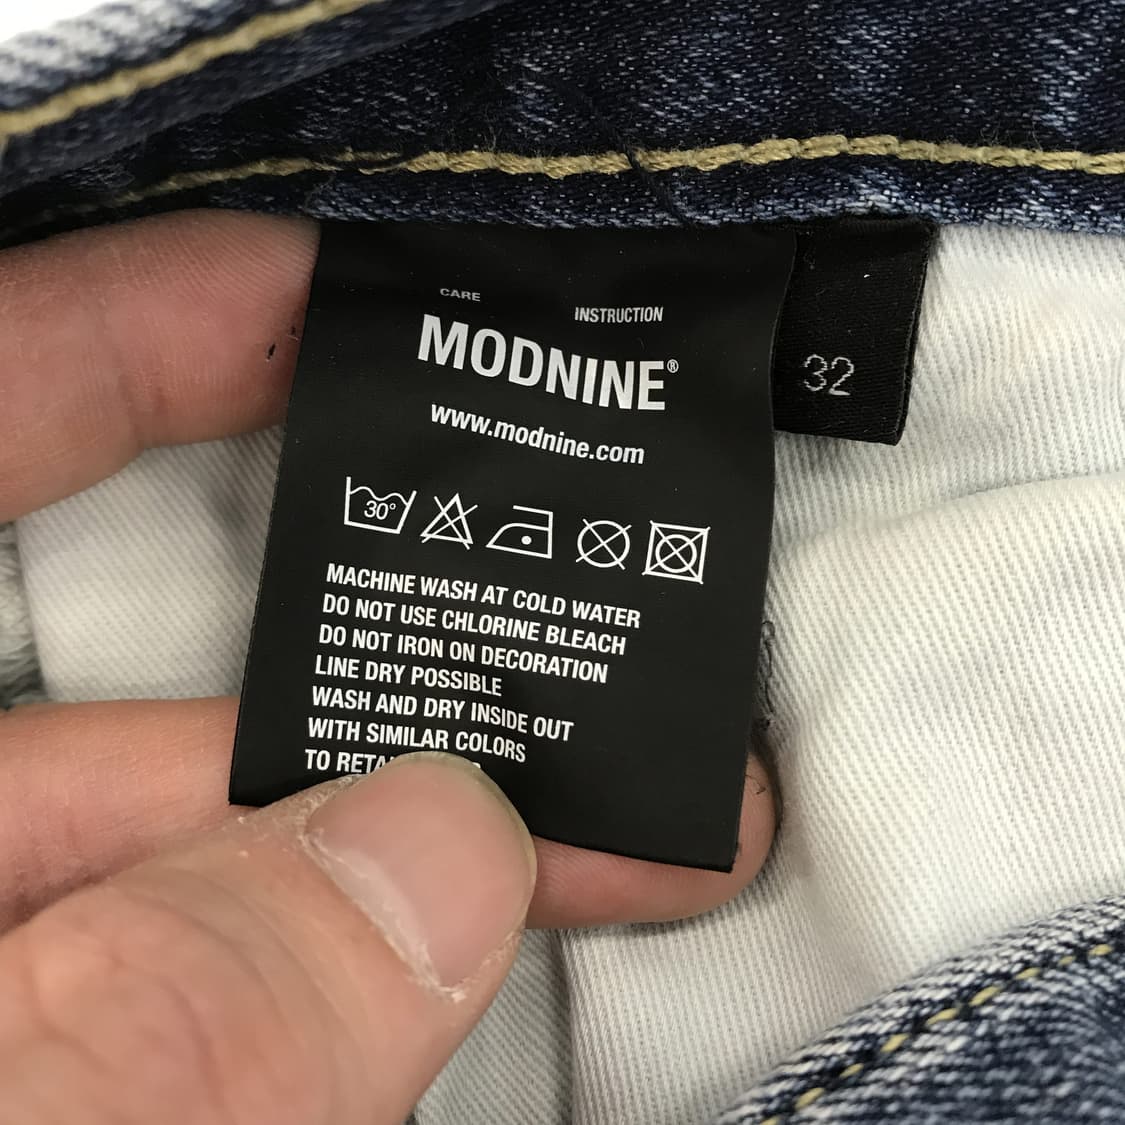 CARE
INSTRUCTION
MODNINE®
www.modnine.com
32
30°
MACHINE WASH AT COLD WATER
DO NOT USE CHLORINE BLEACH
DO NOT IRON ON DECORATION
LINE DRY POSSIBLE
WASH AND DRY INSIDE OUT
WITH SIMILAR COLORS
TO